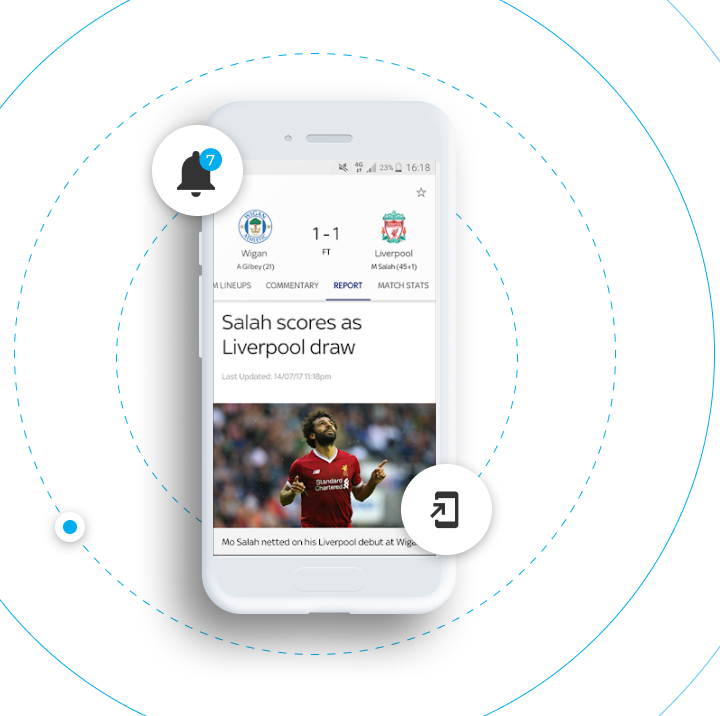 7
4G 23% 16:18
WIGAN
ATHLETIC
1-1
Wigan Liverpool
FT
A Gilbey (21) M Salah (45+1)
M LINEUPS COMMENTARY REPORT MATCH STATS
Salah scores as
Liverpool draw
Last Updated: 14/07/17 11:18pm
Standard
Chartered
Mo Salah netted on his Liverpool debut at Wiga